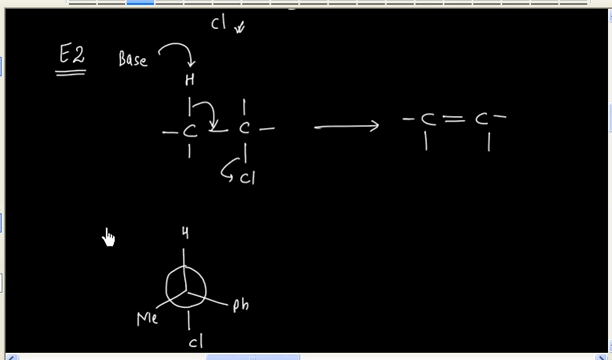 Cl
E2 Base
H
– C – C –
– C = C –
Cl
H
Me Ph
Cl